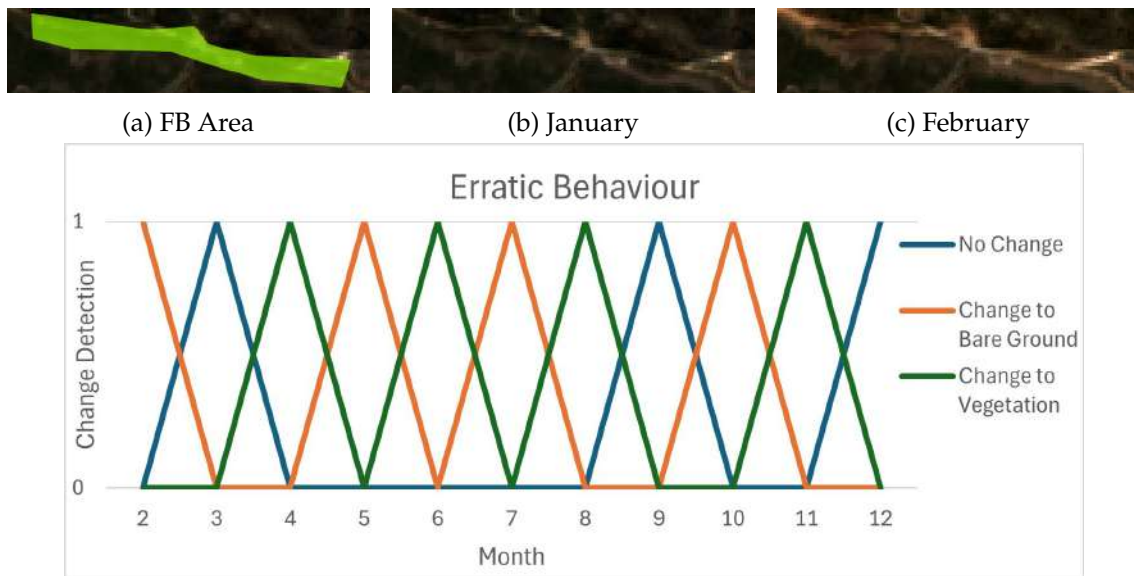 (a) FB Area
(b) January
(c) February
Erratic Behaviour
1
0
Change Detection
2 3 4 5 6 7 8 9 10 11 12
Month
No Change
Change to
Bare Ground
Change to
Vegetation